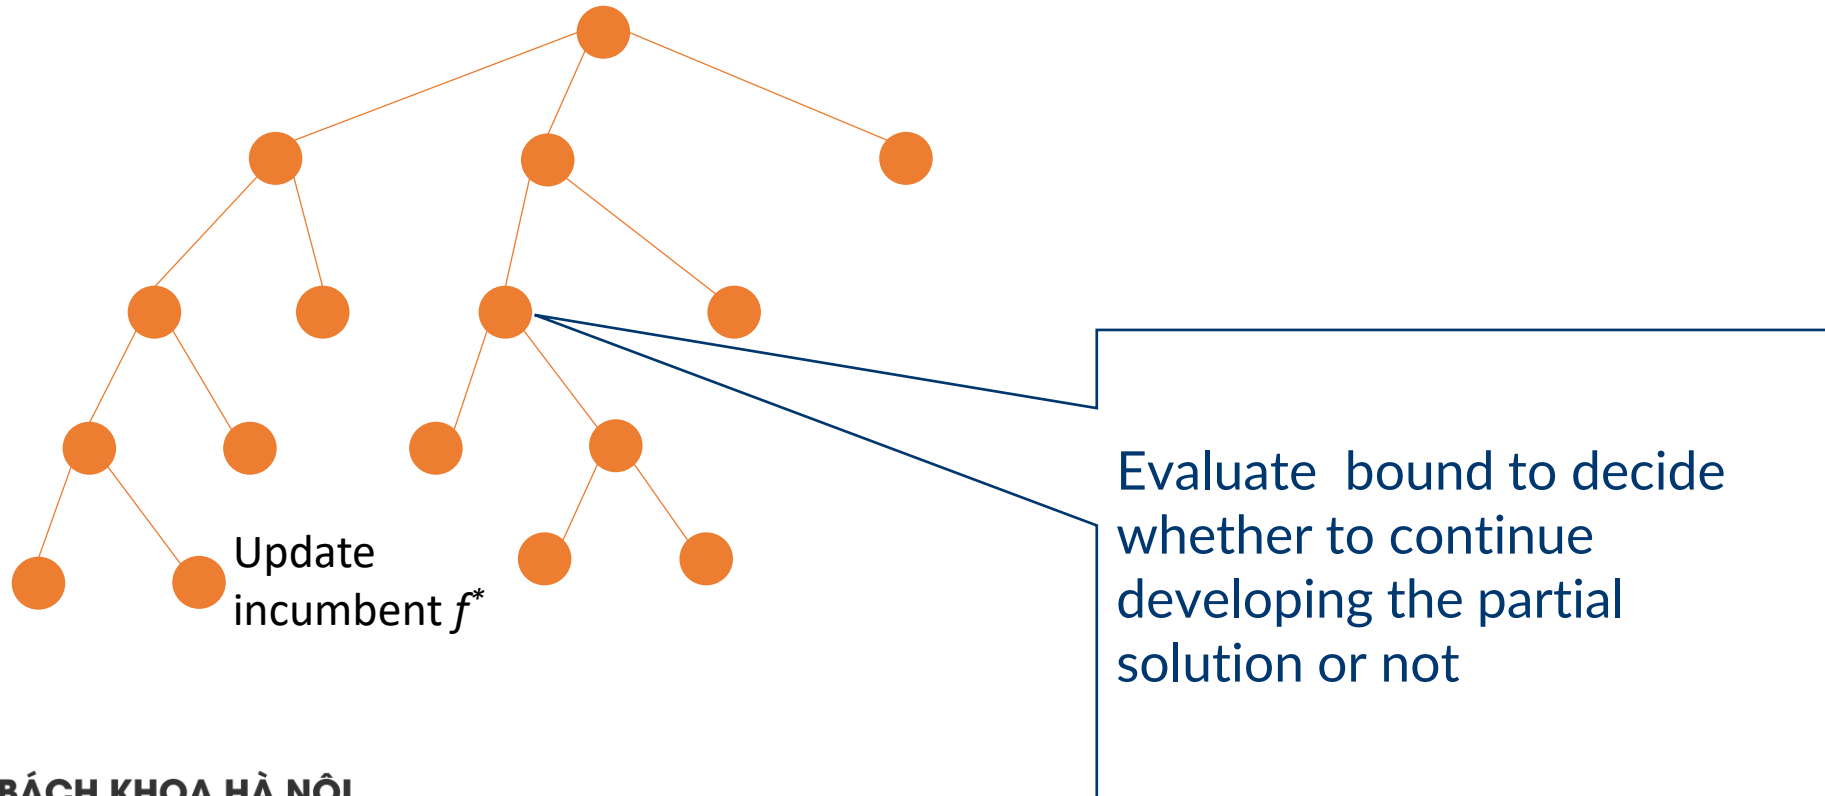 Update
incumbent f*
Evaluate bound to decide
whether to continue
developing the partial
solution or not
BÁCH KHOA HÀ NỘI